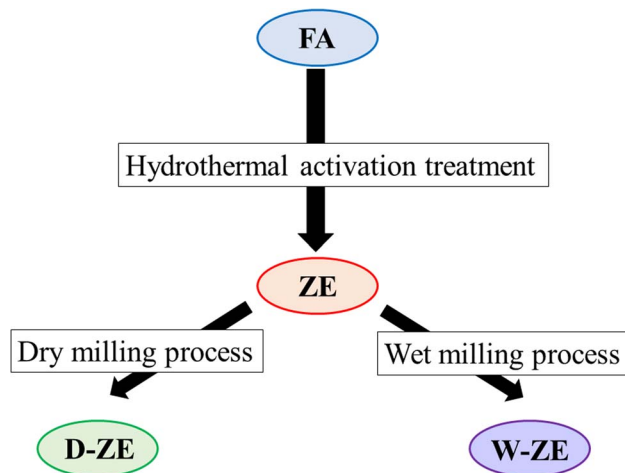 FA
Hydrothermal activation treatment
ZE
Dry milling process
Wet milling process
D-ZE
W-ZE